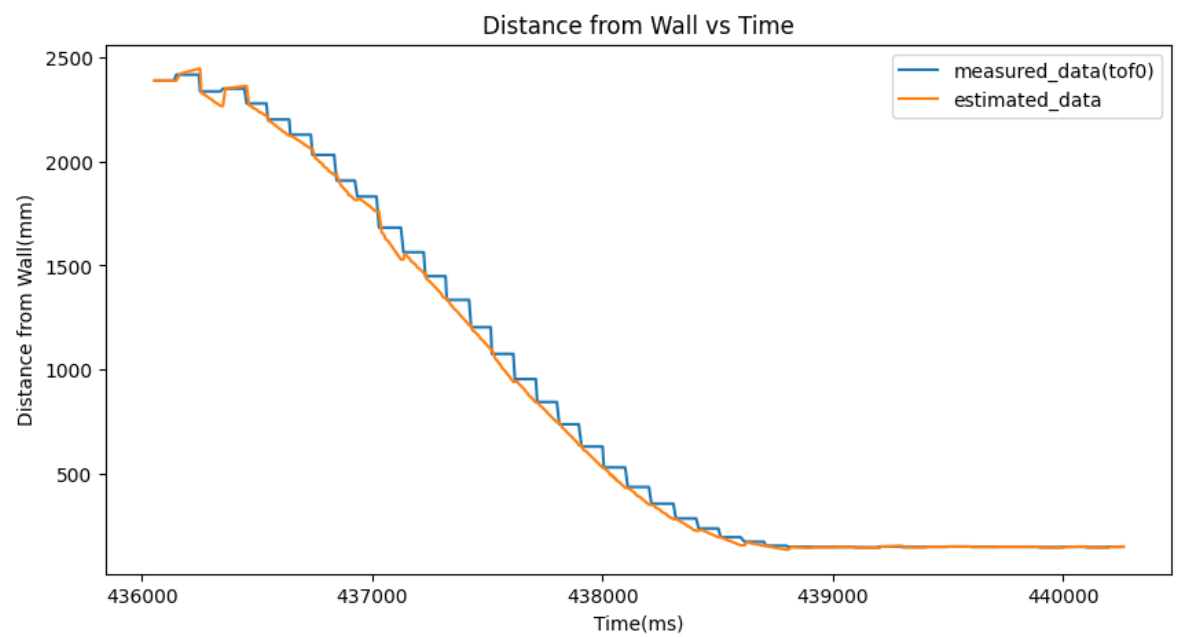 Distance from Wall vs Time
measured_data(tof0)
estimated_data
Distance from Wall(mm)
2500
2000
1500
1000
500
436000
437000
438000
439000
440000
Time(ms)